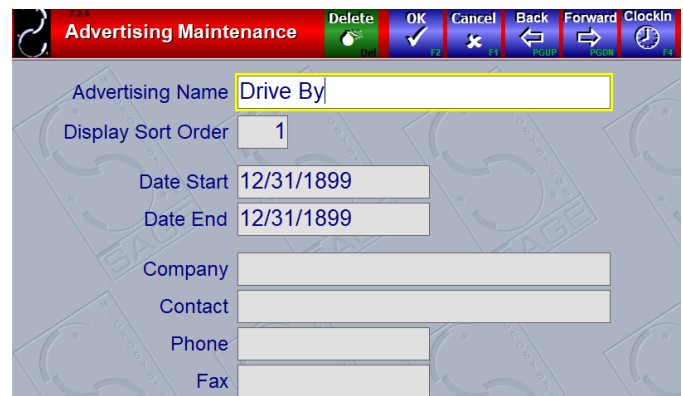 7.2.4
Advertising Maintenance
Delete
Del
OK
F2
Cancel
F1
Back
PGUP
Forward
PGDN
ClockIn
F4
Advertising Name Drive By
Display Sort Order 1
Date Start 12/31/1899
Date End 12/31/1899
Company
Contact
Phone
Fax
SAGE